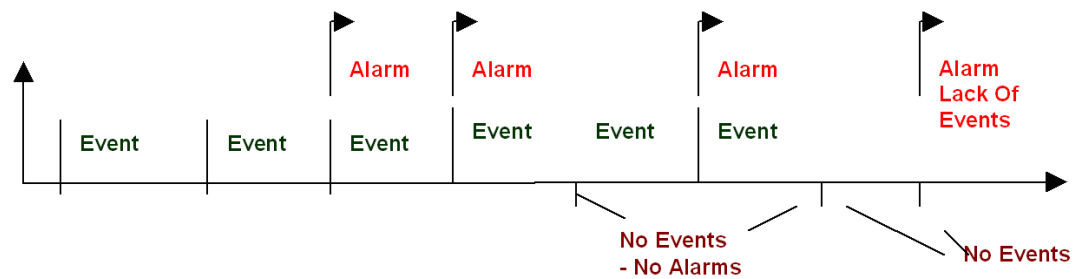 Alarm
Alarm
Alarm
Alarm
Lack Of
Events
Event
Event
Event
Event
Event
Event
No Events
- No Alarms
No Events